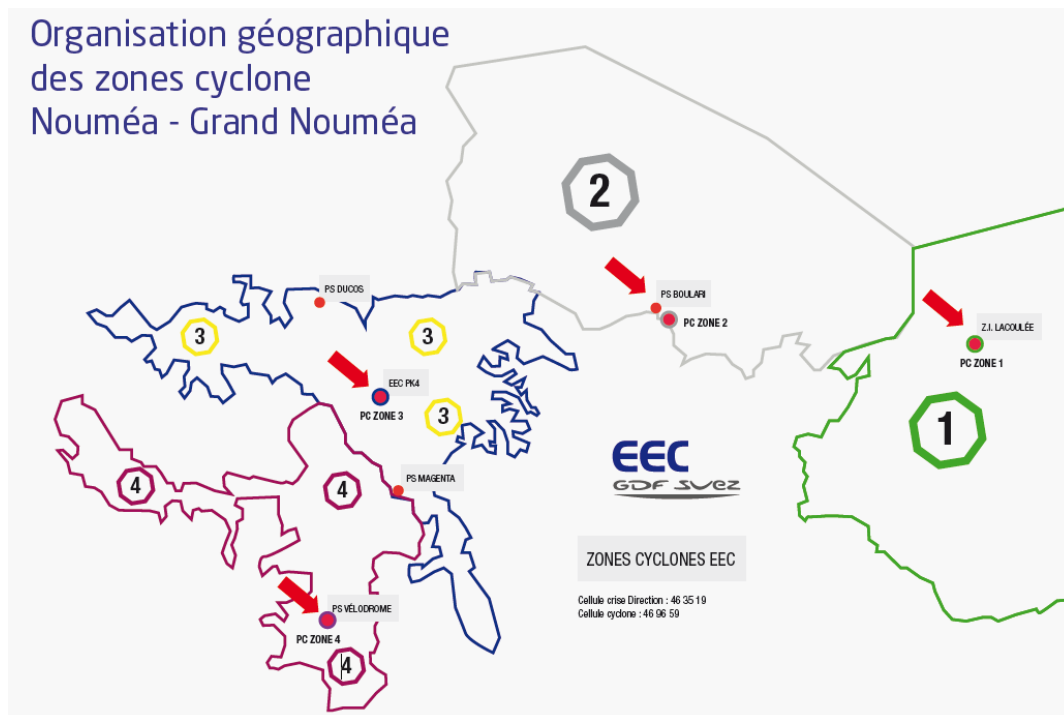 Organisation géographique
des zones cyclone
Nouméa - Grand Nouméa
2
PS DUCOS
PS BOULARI
PC ZONE 2
3
3
Z.I. LACOULÉE
PC ZONE 1
EEC PK4
PC ZONE 3
3
1
EEC
GDF SUEZ
4
4
PS MAGENTA
ZONES CYCLONES EEC
Cellule crise Direction : 46 35 19
Cellule cyclone : 46 96 59
PS VÉLODROME
PC ZONE 4
4